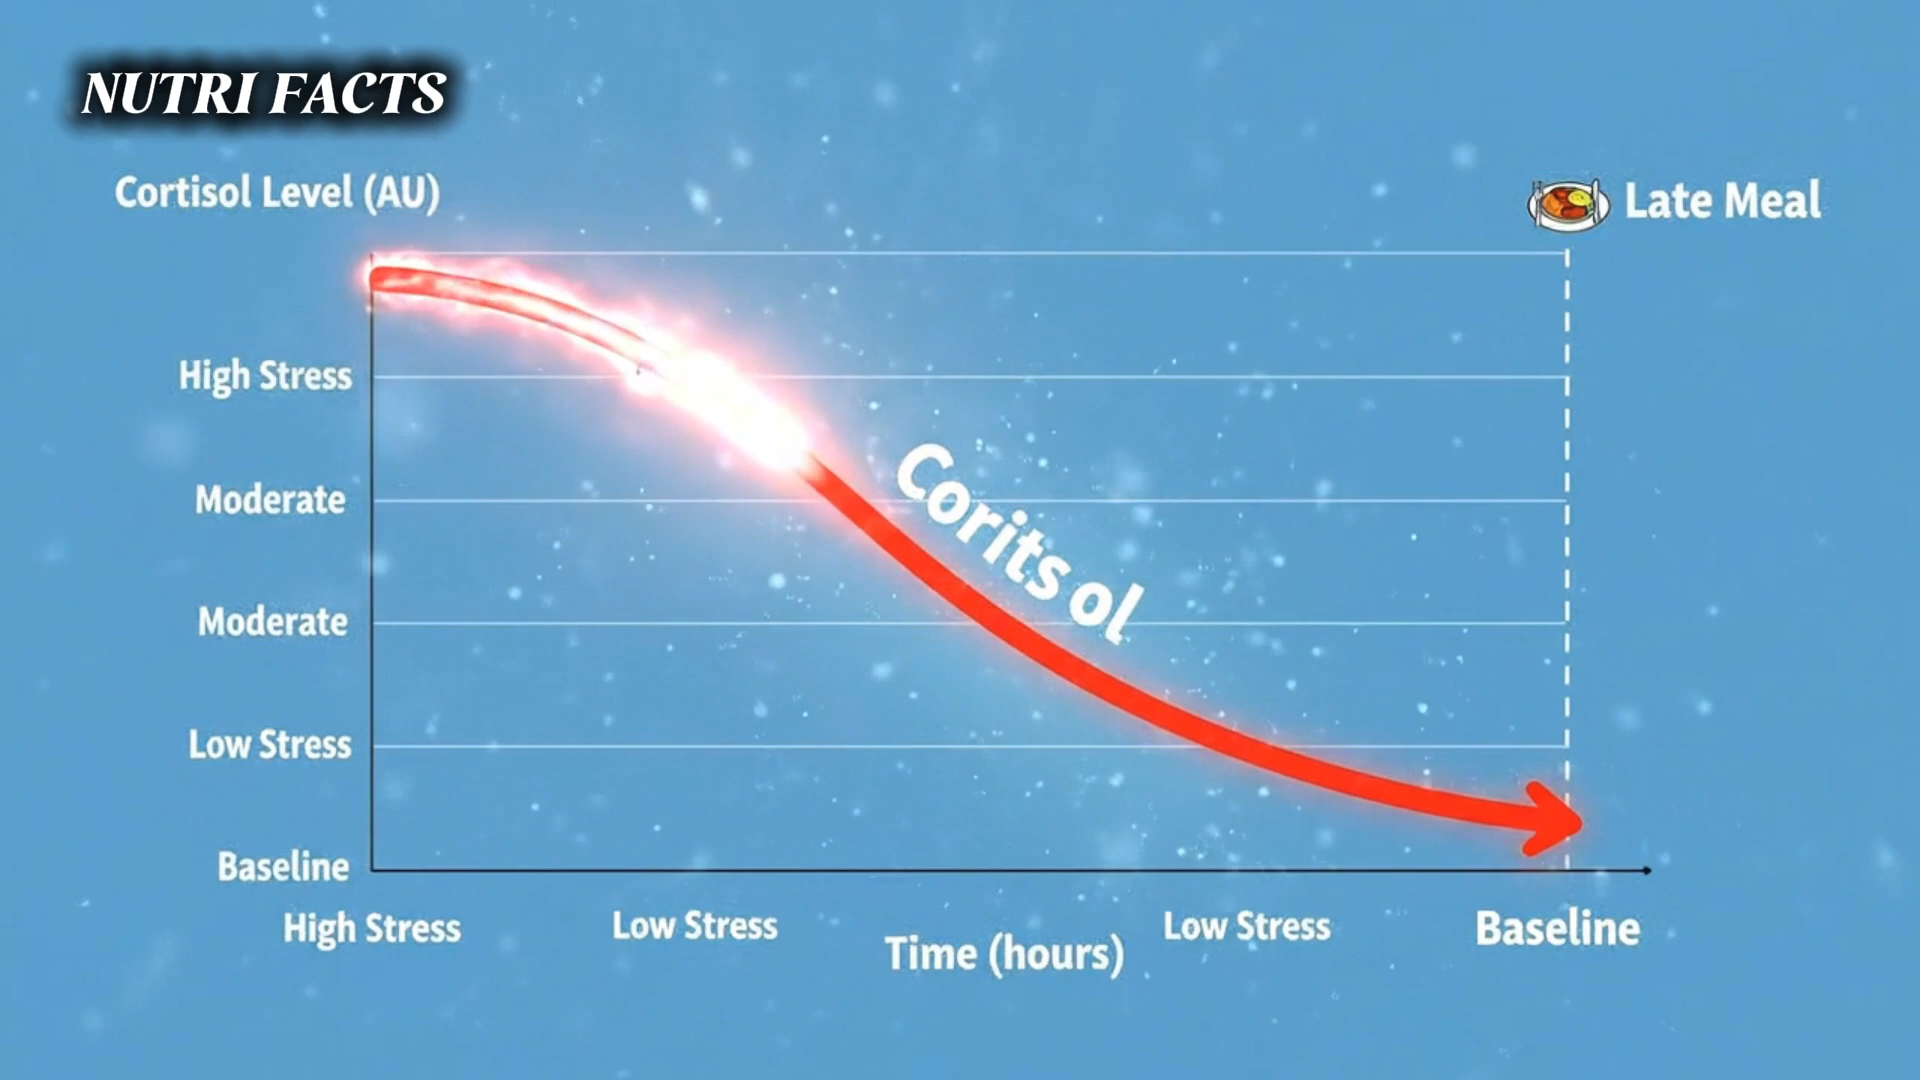 NUTRI FACTS
Cortisol Level (AU)
Late Meal
High Stress
Moderate
Corits ol
Moderate
Low Stress
Baseline
High Stress
Low Stress
Time (hours)
Low Stress
Baseline